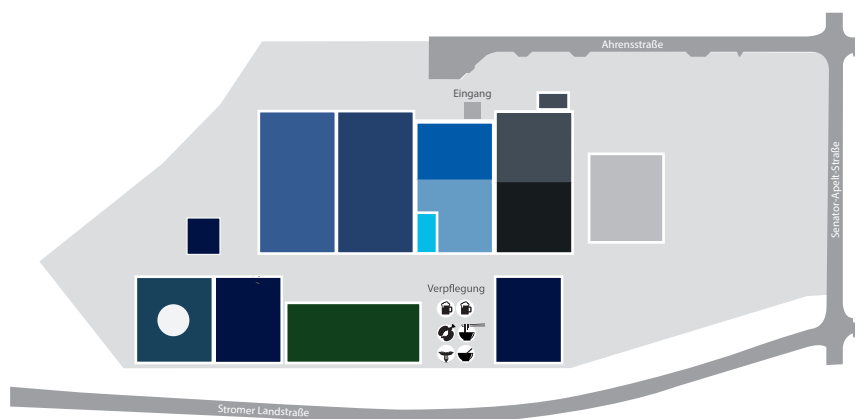 Ahrensstraße
Eingang
Senator-Apelt-Straße
Verpflegung
Stromer Landstraße